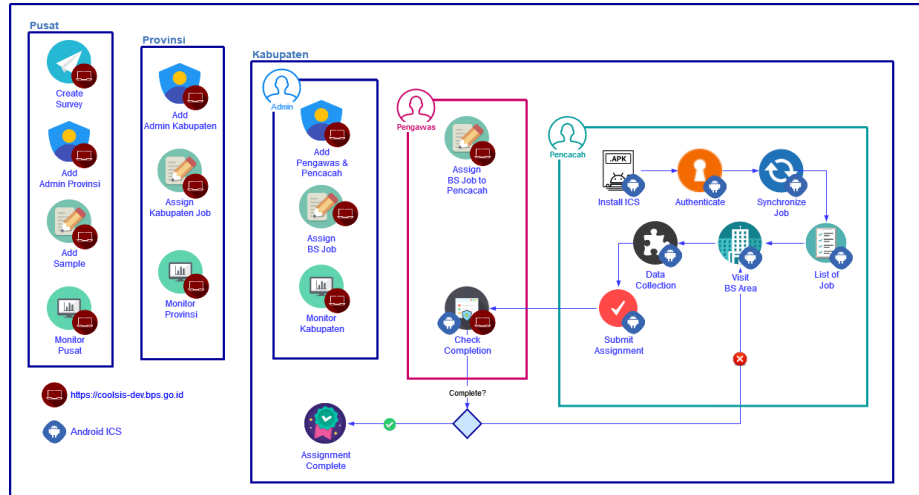 Pusat
Create
Survey
Add
Admin Provinsi
Add
Sample
Monitor
Pusat
Provinsi
Add
Admin Kabupaten
Assign
Kabupaten Job
Monitor
Provinsi
Kabupaten
Admin
Add
Pengawas &
Pencacah
Assign
BS Job
Monitor
Kabupaten
Pengawas
Assign
BS Job to
Pencacah
Check
Completion
Pencacah
.APK
Install ICS
Authenticate
Synchronize
Job
List of
Job
Visit
BS Area
Data
Collection
Submit
Assignment
Complete?
Assignment
Complete
https://coolsis-dev.bps.go.id
Android ICS